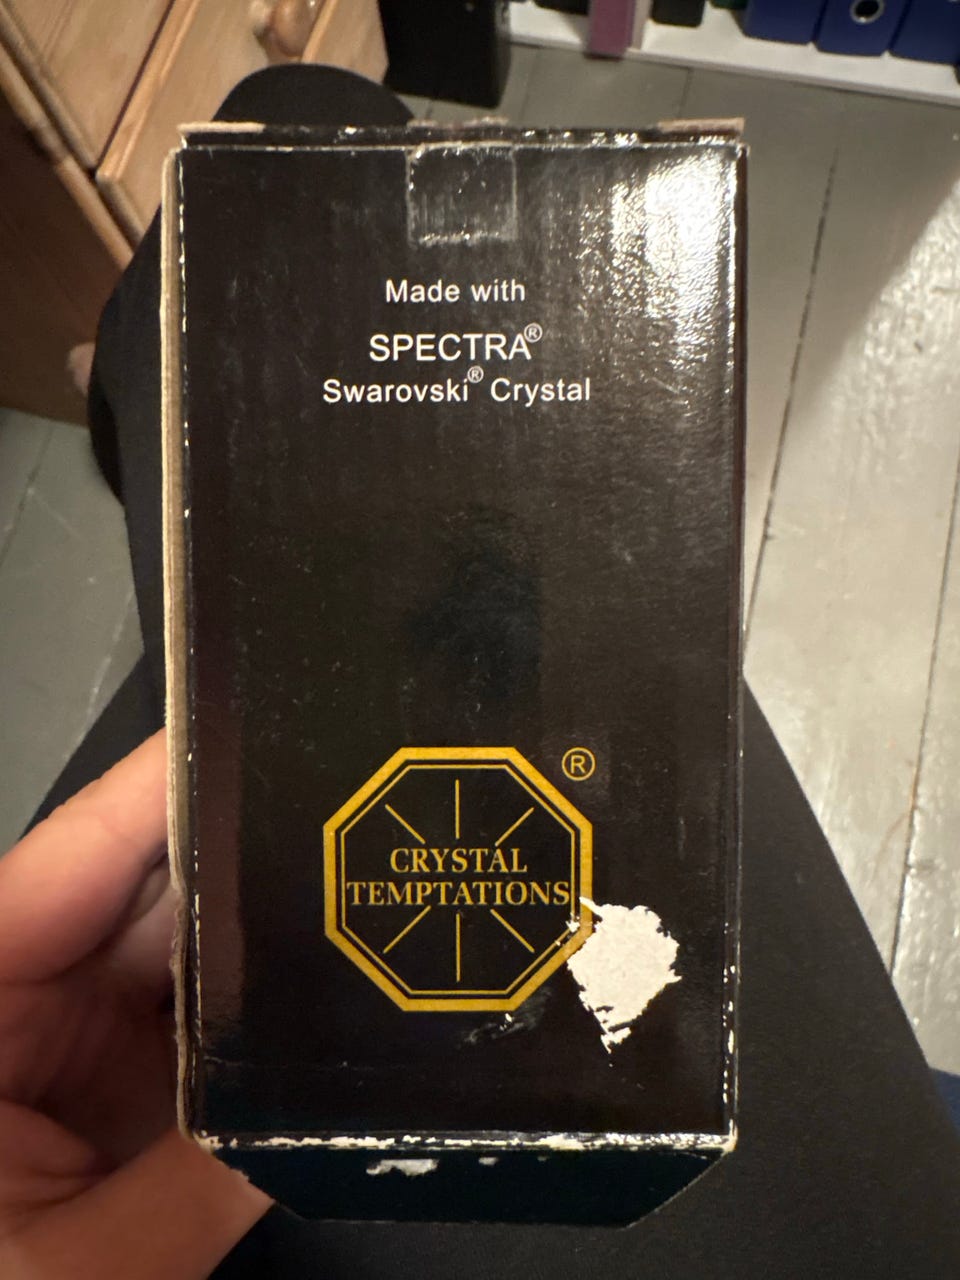 Made with
SPECTRA®
Swarovski® Crystal
®
CRYSTAL
TEMPTATIONS